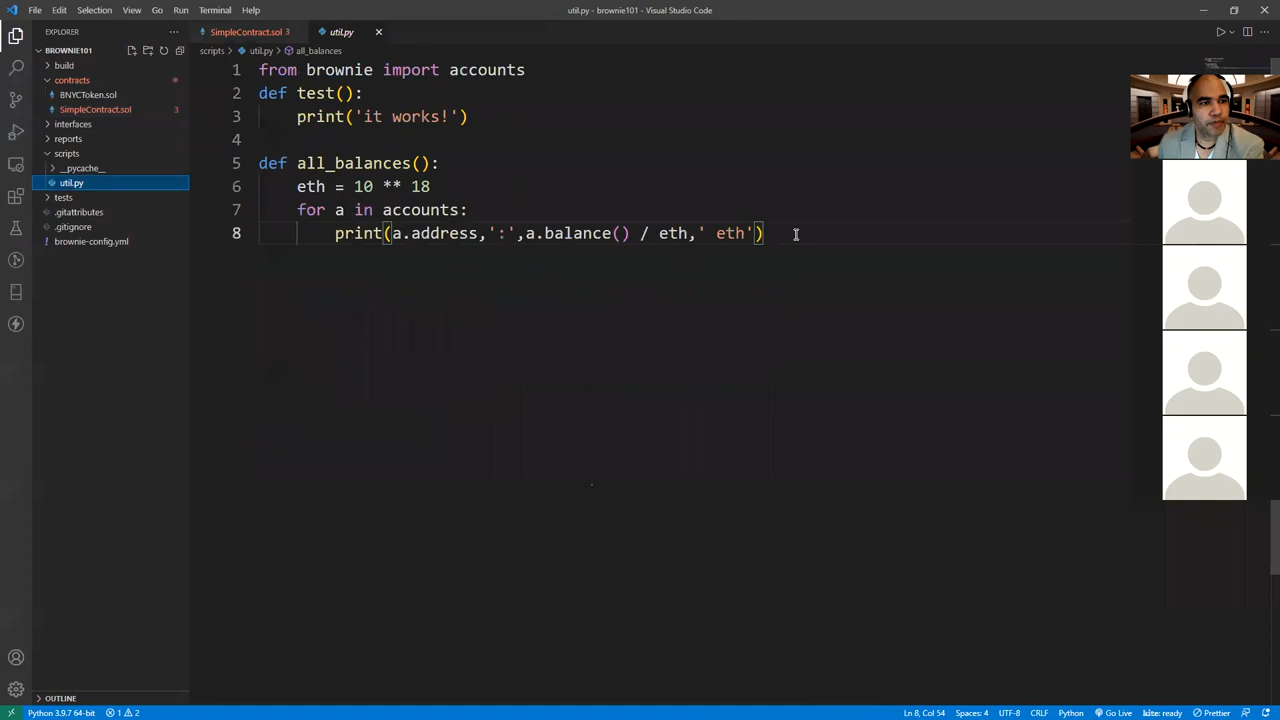 File Edit Selection View Go Run Terminal Help
util.py - brownie101 - Visual Studio Code
EXPLORER
BROWNIE101
build
contracts
BNYCToken.sol
SimpleContract.sol 3
interfaces
reports
scripts
__pycache__
util.py
tests
.gitattributes
.gitignore
brownie-config.yml
OUTLINE
SimpleContract.sol 3
util.py
scripts > util.py > all_balances
1 from brownie import accounts
2 def test():
3 print('it works!')
4
5 def all_balances():
6 eth = 10 ** 18
7 for a in accounts:
8 print(a.address,':',a.balance() / eth,' eth')
Python 3.9.7 64-bit 1 2
Ln 8, Col 54 Spaces: 4 UTF-8 CRLF Python Go Live kite: ready Prettier